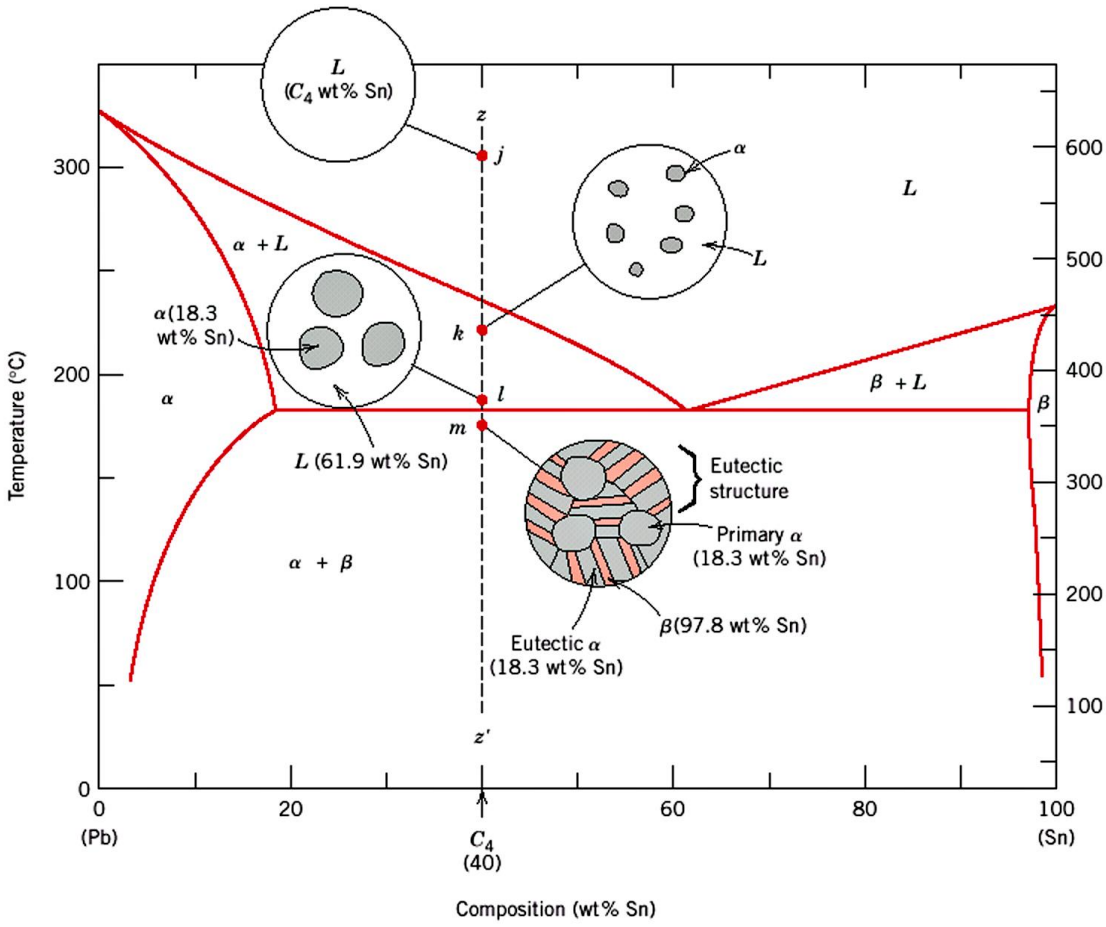 L
(C₄ wt% Sn)
z
j
α
L
L
600
300
α + L
500
α(18.3
wt% Sn)
k
400
200
α
l
β + L
β
m
L (61.9 wt% Sn)
Eutectic
structure
300
Primary α
(18.3 wt% Sn)
α + β
100
200
β(97.8 wt% Sn)
Eutectic α
(18.3 wt% Sn)
100
z'
0
Temperature (°C)
0
20
60
80
100
(Pb)
C₄
(40)
(Sn)
Composition (wt% Sn)